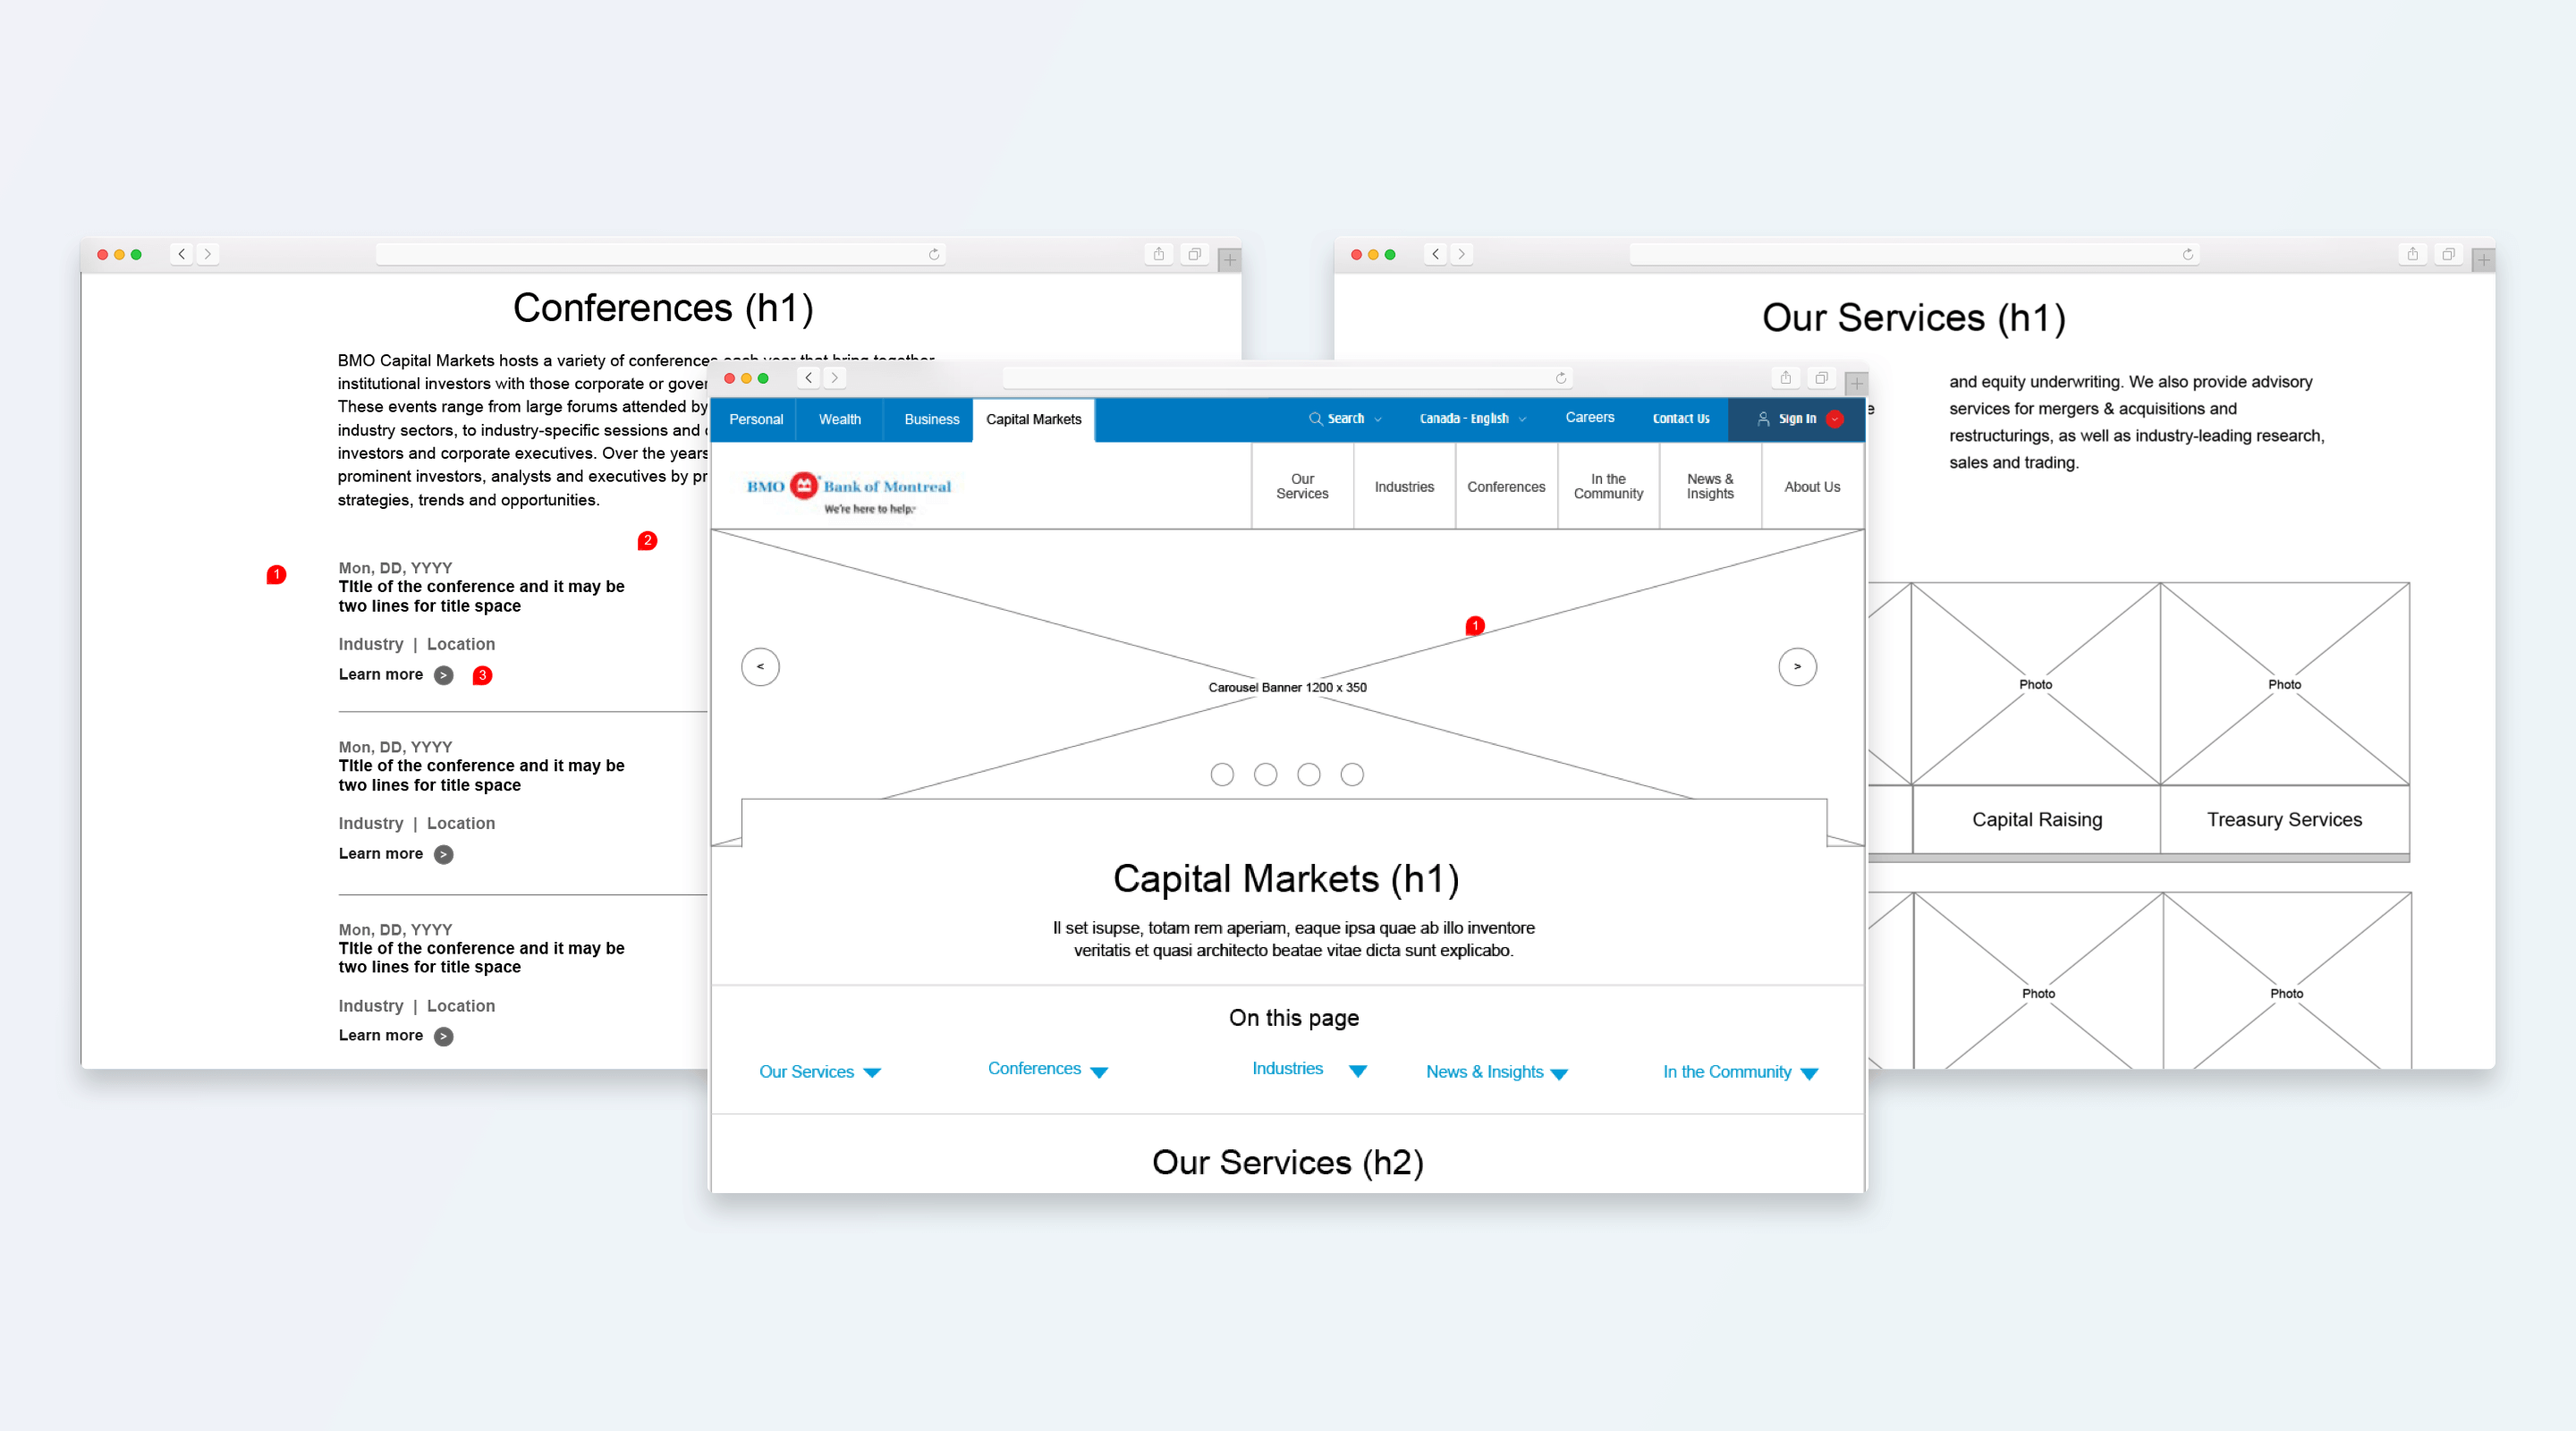 Conferences (h1)
BMO Capital Markets hosts a variety of conferences each year that bring together
institutional investors with those corporate or gover
These events range from large forums attended by
industry sectors, to industry-specific sessions and
investors and corporate executives. Over the years
prominent investors, analysts and executives by pr
strategies, trends and opportunities.
2
1
Mon, DD, YYYY
TItle of the conference and it may be
two lines for title space
Industry | Location
Learn more >
3
Mon, DD, YYYY
TItle of the conference and it may be
two lines for title space
Industry | Location
Learn more >
Mon, DD, YYYY
TItle of the conference and it may be
two lines for title space
Industry | Location
Learn more >
Personal Wealth Business Capital Markets Search Canada - English Careers Contact Us Sign In
BMO Bank of Montreal
We're here to help.
Our
Services
Industries
Conferences
In the
Community
News &
Insights
About Us
1
<
>
Carousel Banner 1200 x 350
Capital Markets (h1)
Il set isupse, totam rem aperiam, eaque ipsa quae ab illo inventore
veritatis et quasi architecto beatae vitae dicta sunt explicabo.
On this page
Our Services Conferences Industries News & Insights In the Community
Our Services (h2)
Our Services (h1)
and equity underwriting. We also provide advisory
services for mergers & acquisitions and
restructurings, as well as industry-leading research,
sales and trading.
Photo Photo
Capital Raising Treasury Services
Photo Photo